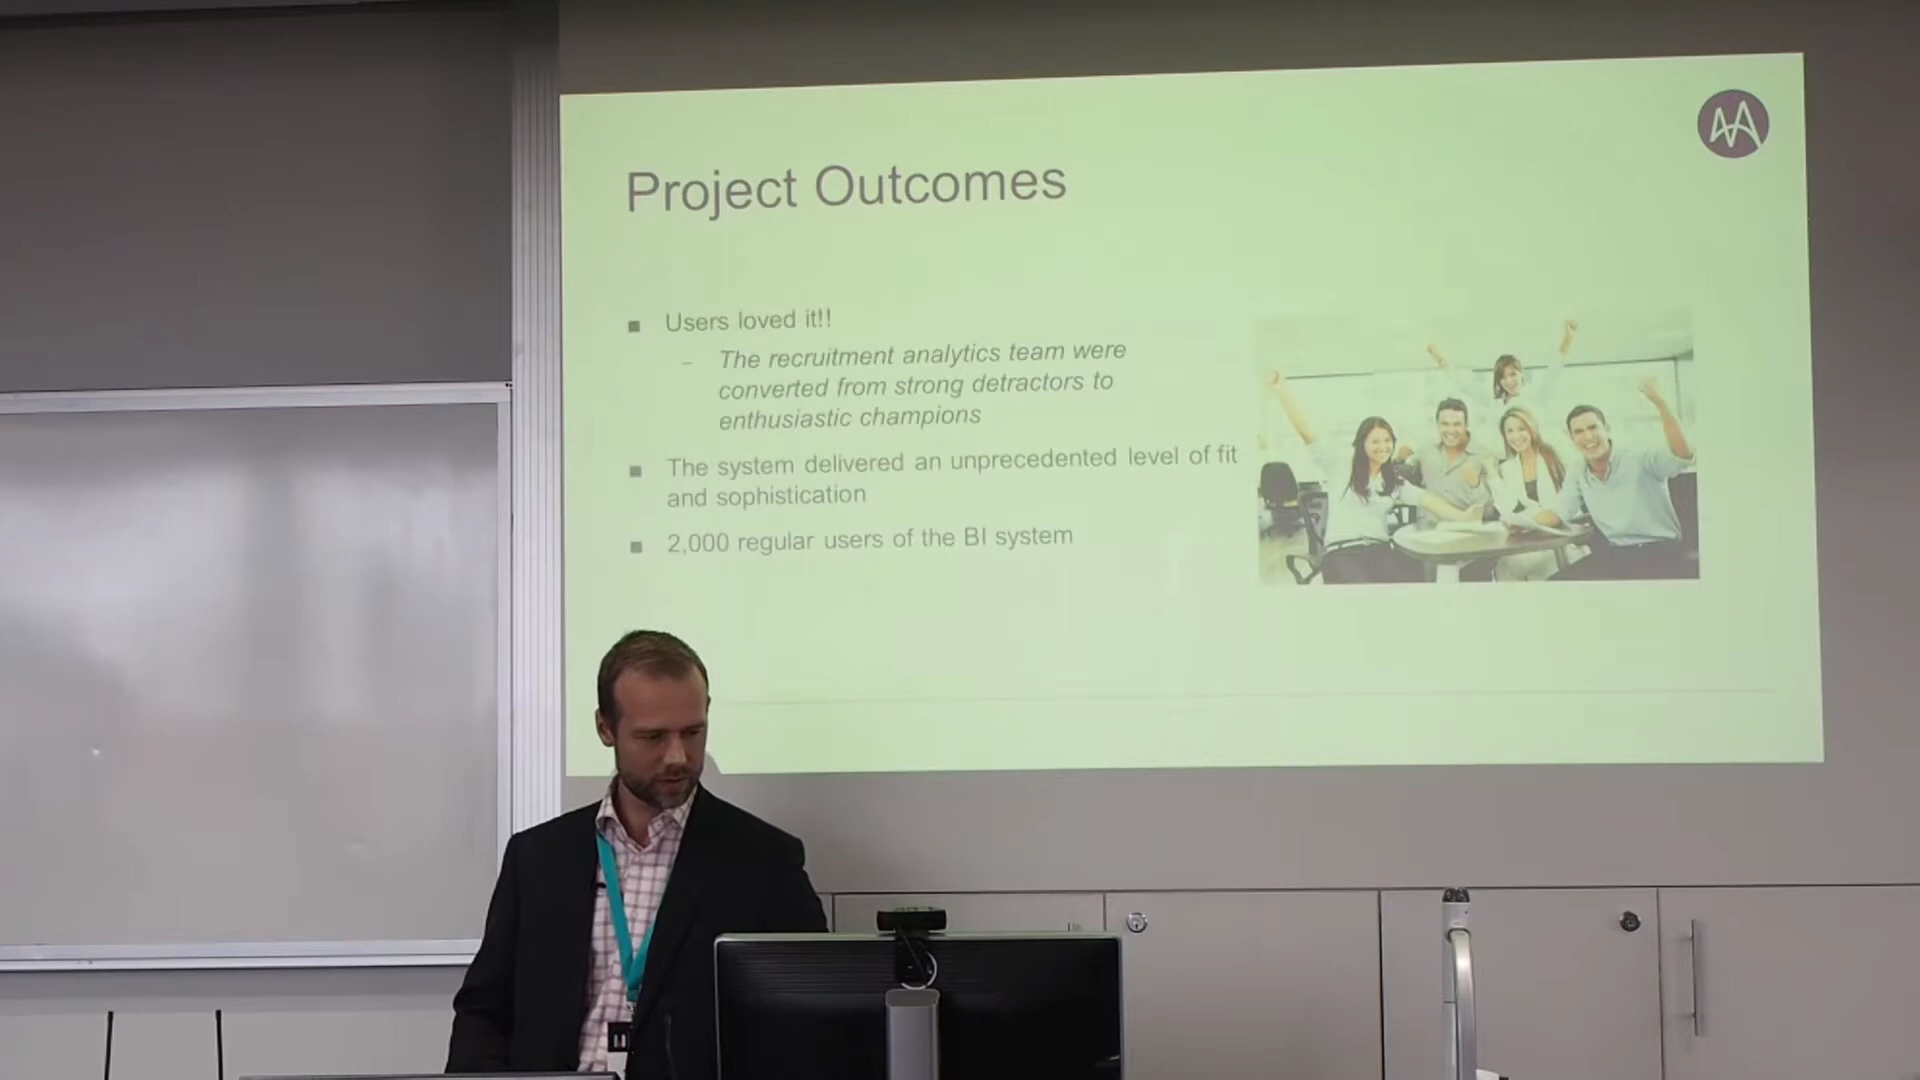 Project Outcomes
Users loved it!!
– The recruitment analytics team were
converted from strong detractors to
enthusiastic champions
The system delivered an unprecedented level of fit
and sophistication
2,000 regular users of the BI system